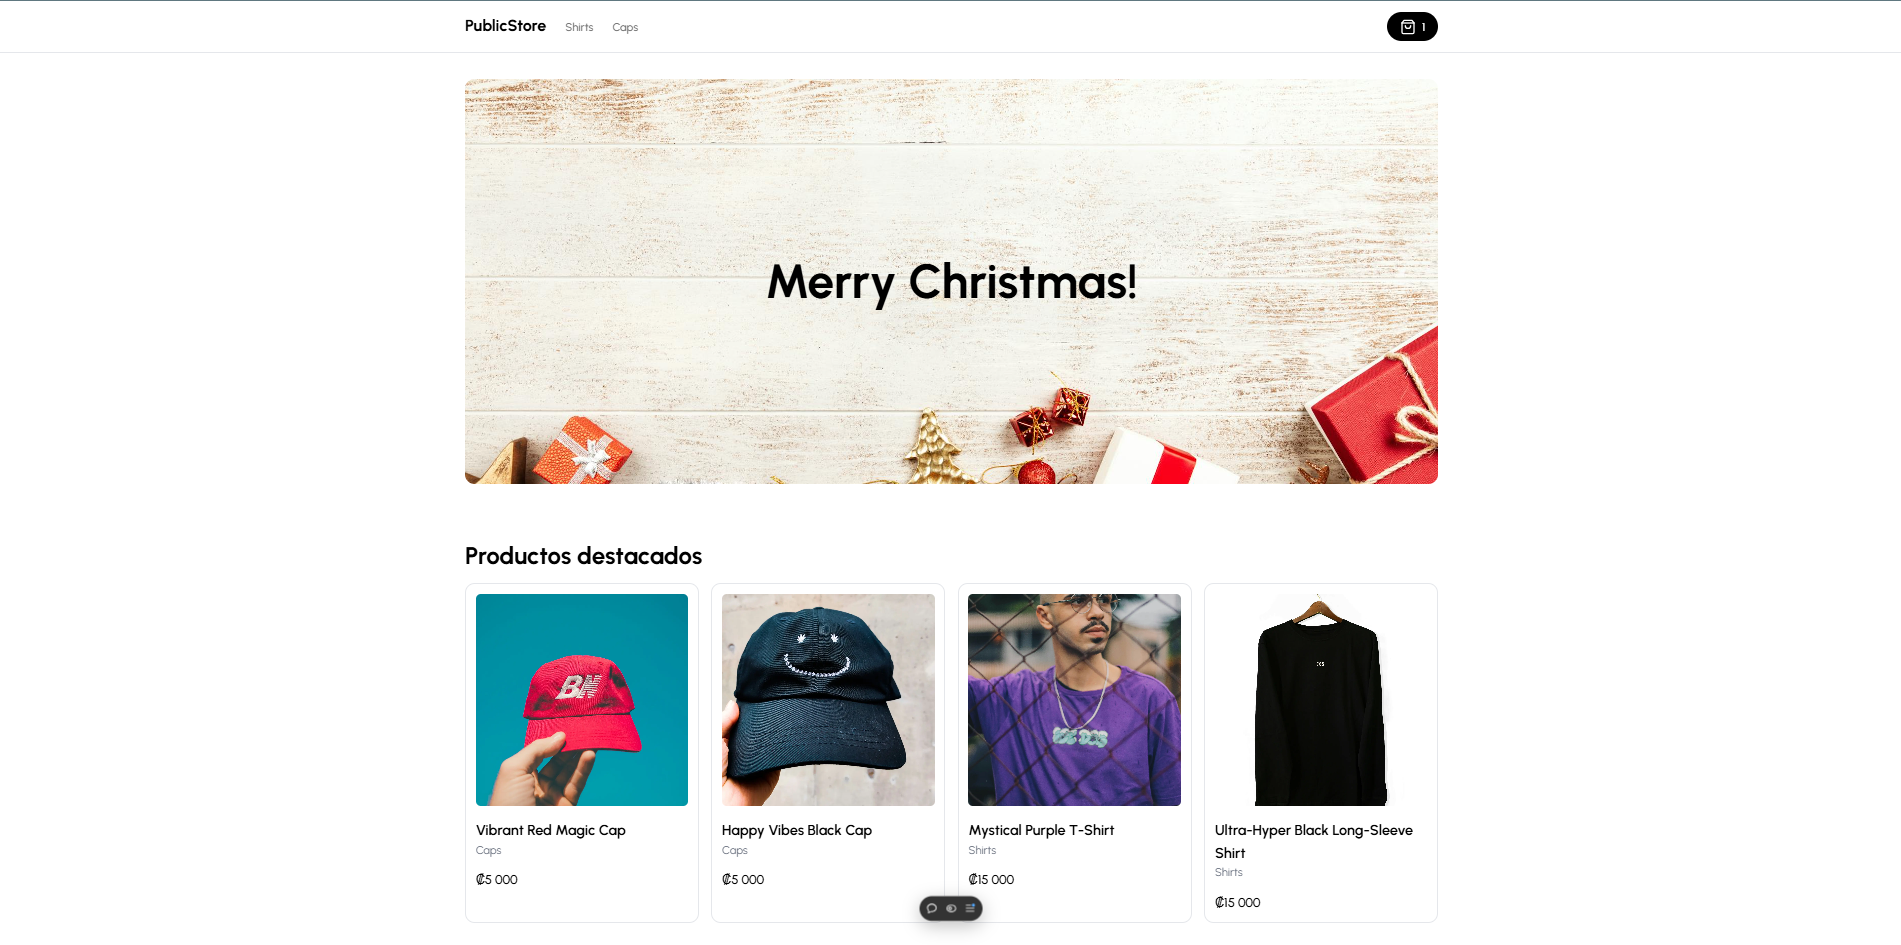 PublicStore Shirts Caps 1
Merry Christmas!
Productos destacados
BN
Vibrant Red Magic Cap
Caps
₡5 000
Happy Vibes Black Cap
Caps
₡5 000
Mystical Purple T-Shirt
Shirts
₡15 000
Ultra-Hyper Black Long-Sleeve
Shirt
Shirts
₡15 000